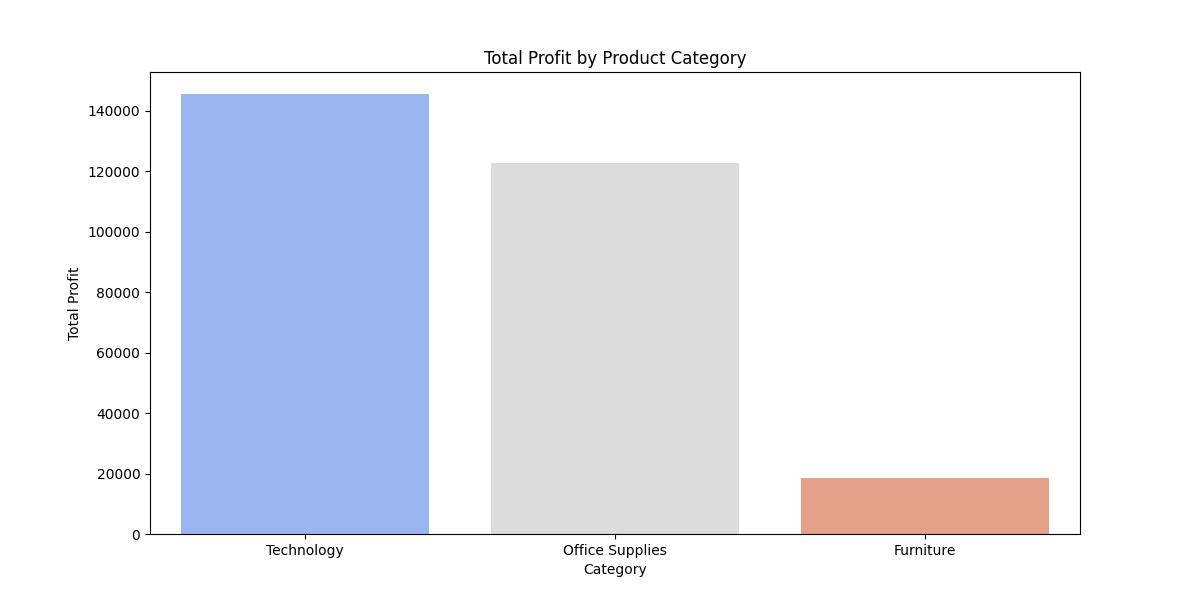 Total Profit by Product Category
140000
120000
100000
80000
60000
40000
20000
0
Total Profit
Technology
Office Supplies
Furniture
Category